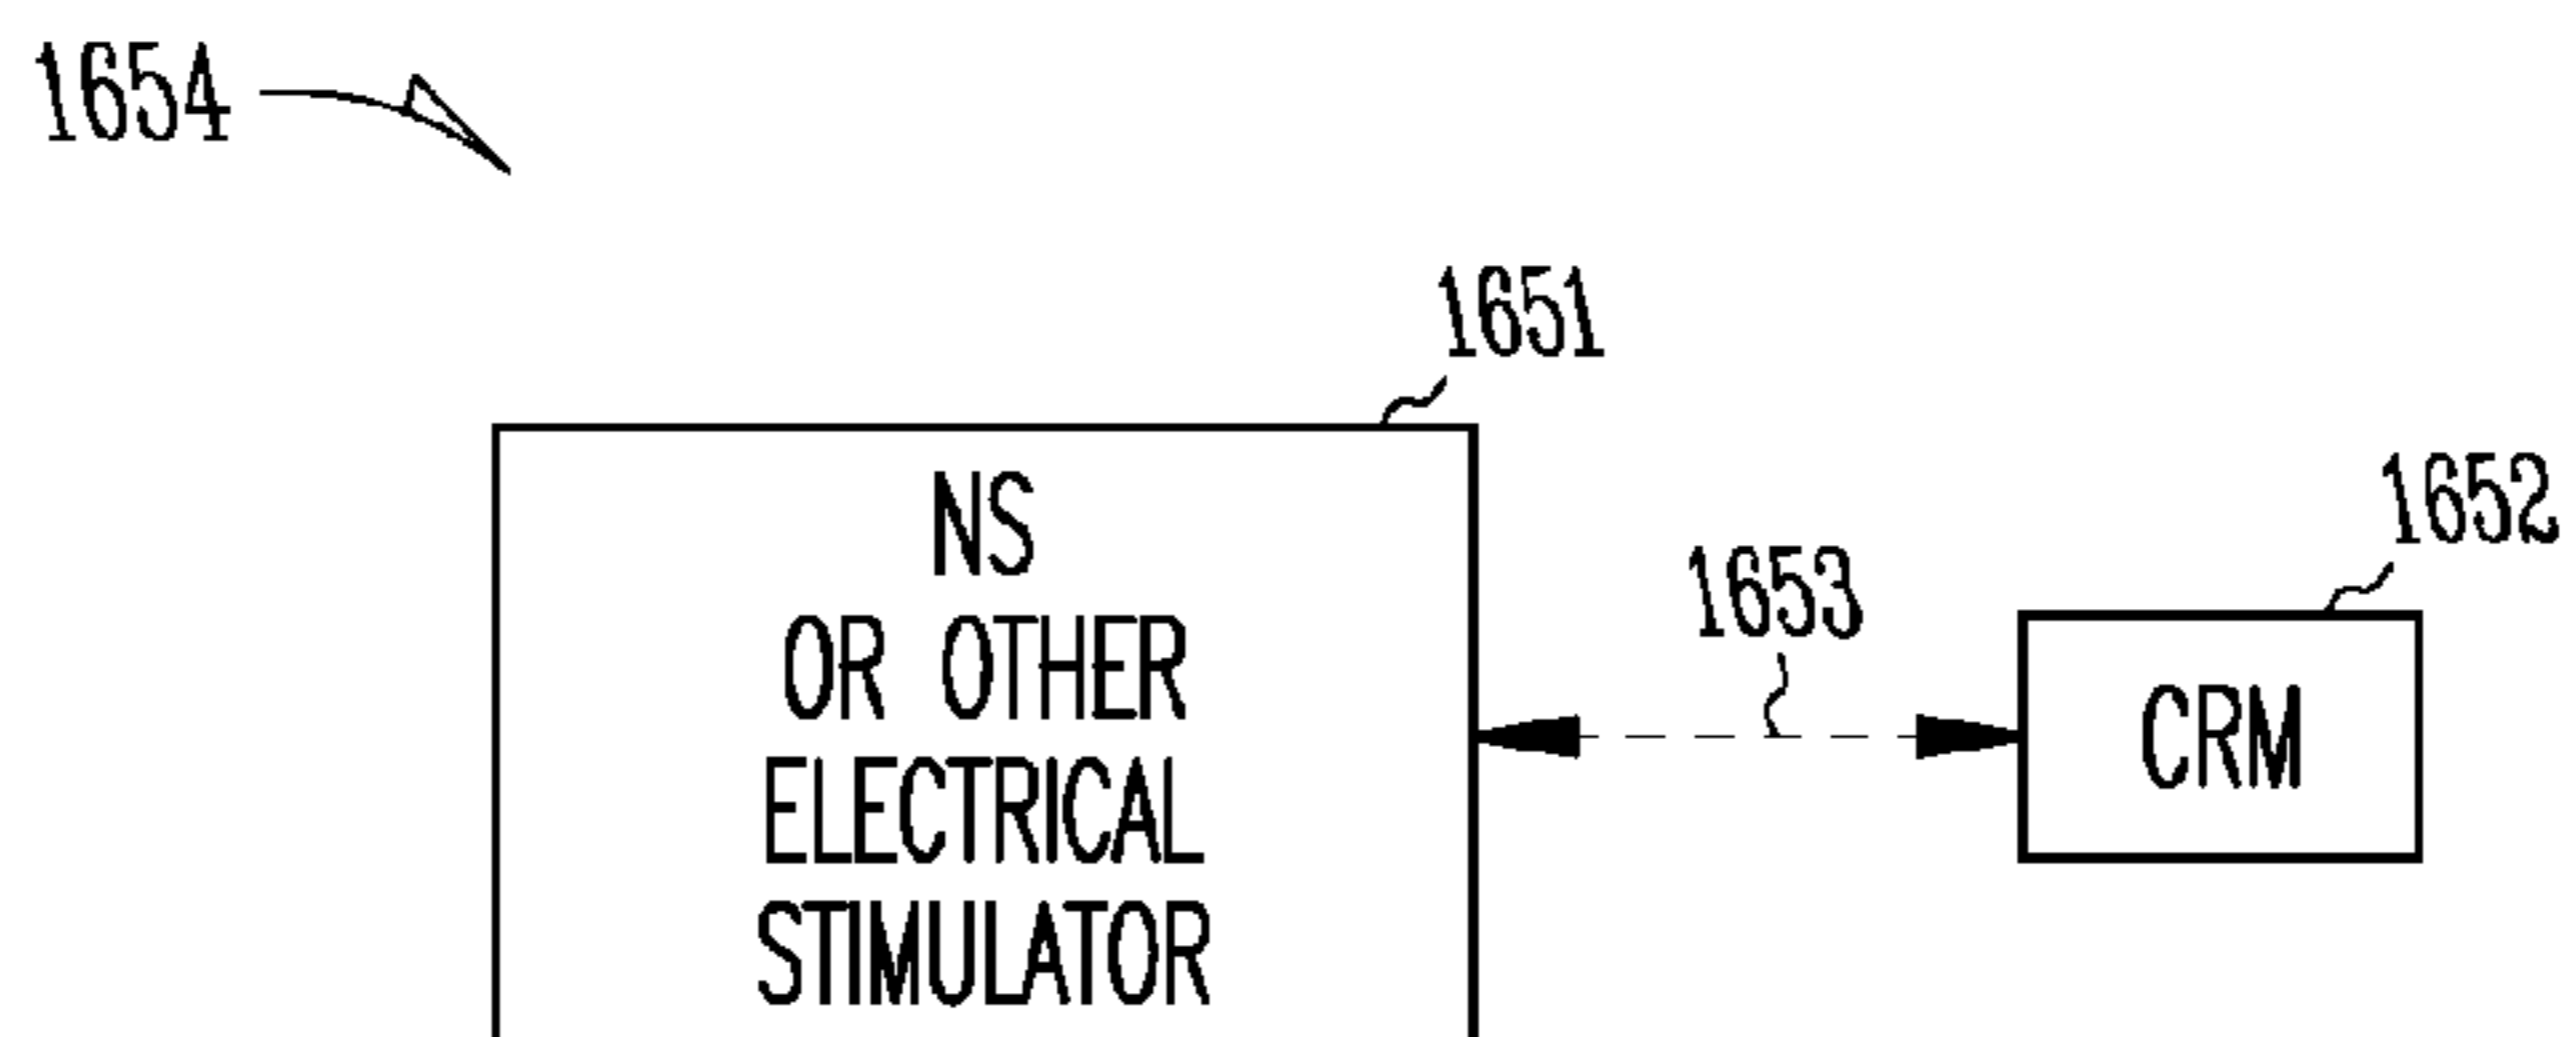 1654
1651
NS
OR OTHER
ELECTRICAL
STIMULATOR
1653
1652
CRM